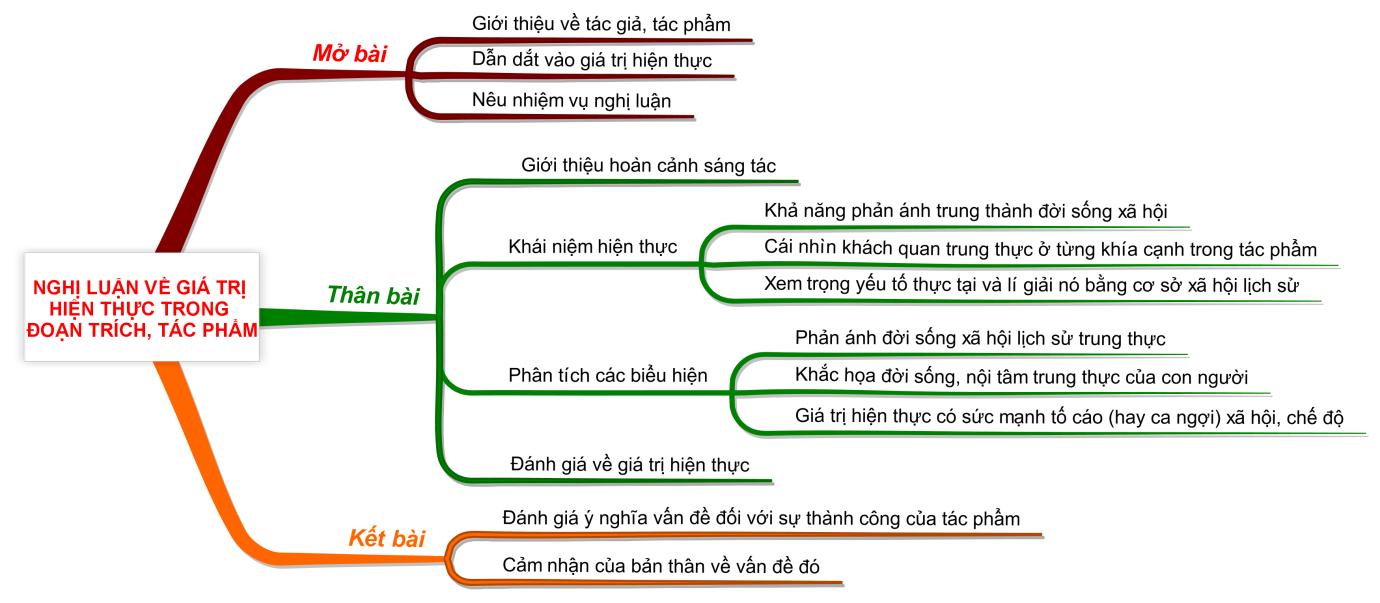 Mở bài
Giới thiệu về tác giả, tác phẩm
Dẫn dắt vào giá trị hiện thực
Nêu nhiệm vụ nghị luận
NGHỊ LUẬN VỀ GIÁ TRỊ
HIỆN THỰC TRONG
ĐOẠN TRÍCH, TÁC PHẨM
Thân bài
Giới thiệu hoàn cảnh sáng tác
Khái niệm hiện thực
Khả năng phản ánh trung thành đời sống xã hội
Cái nhìn khách quan trung thực ở từng khía cạnh trong tác phẩm
Xem trọng yếu tố thực tại và lí giải nó bằng cơ sở xã hội lịch sử
Phân tích các biểu hiện
Phản ánh đời sống xã hội lịch sử trung thực
Khắc họa đời sống, nội tâm trung thực của con người
Giá trị hiện thực có sức mạnh tố cáo (hay ca ngợi) xã hội, chế độ
Đánh giá về giá trị hiện thực
Kết bài
Đánh giá ý nghĩa vấn đề đối với sự thành công của tác phẩm
Cảm nhận của bản thân về vấn đề đó